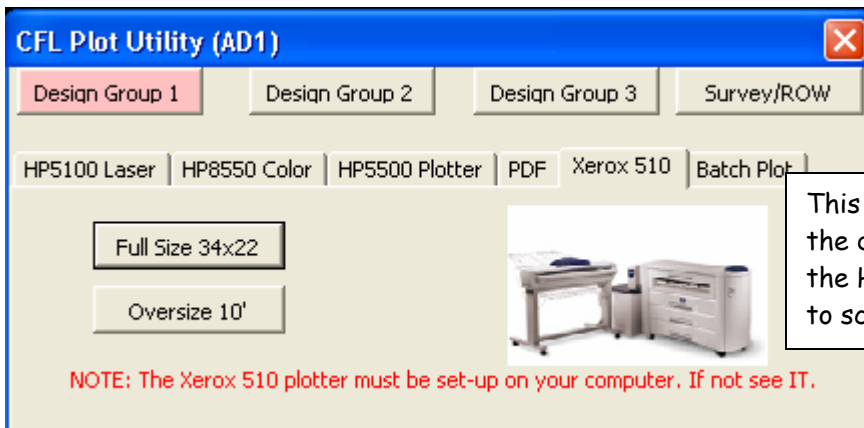 CFL Plot Utility (AD1)
Design Group 1 Design Group 2 Design Group 3 Survey/ROW
HP5100 Laser HP8550 Color HP5500 Plotter PDF Xerox 510 Batch Plot
Full Size 34x22
Oversize 10'
This
the
the
to
NOTE: The Xerox 510 plotter must be set-up on your computer. If not see IT.